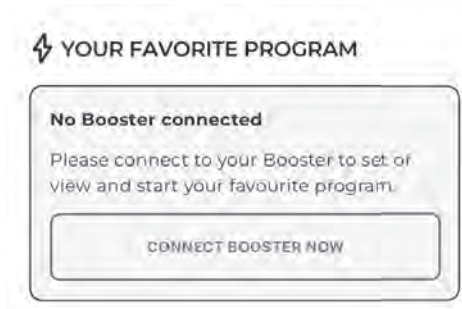 YOUR FAVORITE PROGRAM
No Booster connected
Please connect to your Booster to set or
view and start your favourite program.
CONNECT BOOSTER NOW